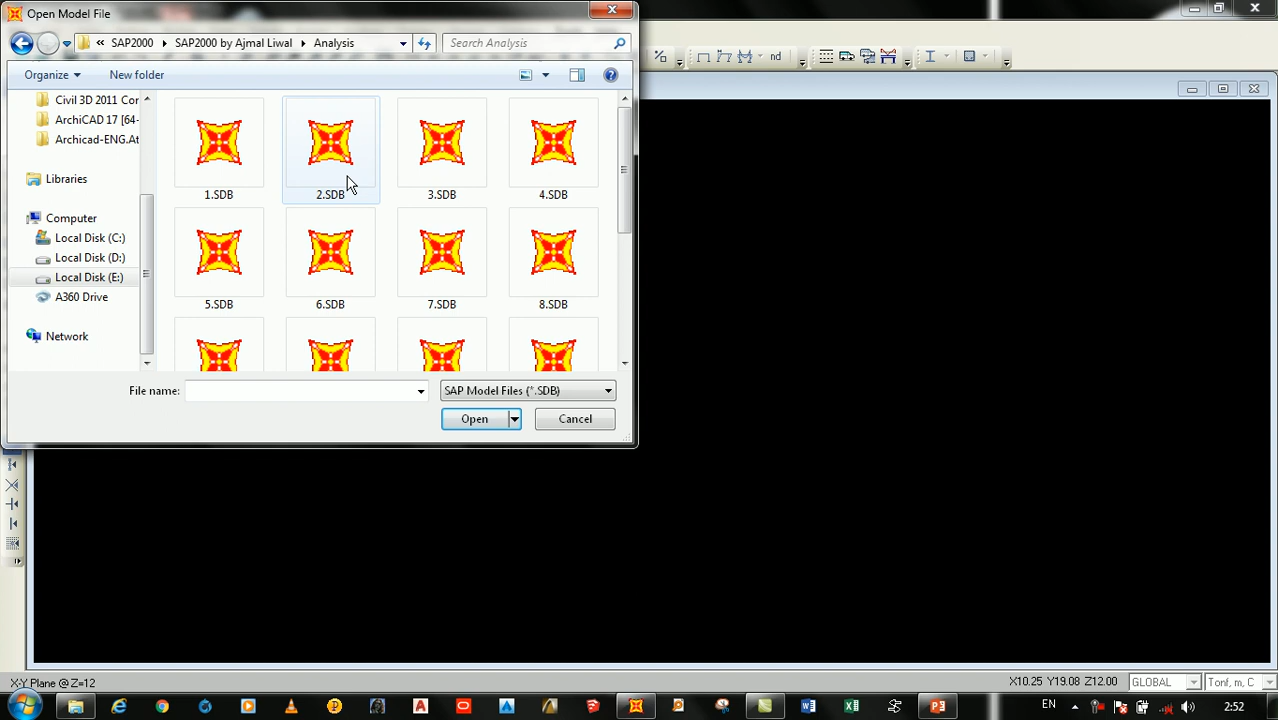 Open Model File
« SAP2000 SAP2000 by Ajmal Liwal Analysis Search Analysis
Organize New folder
nd
Civil 3D 2011 Cor
ArchiCAD 17 [64-
Archicad-ENG.At
Libraries
Computer
Local Disk (C:)
Local Disk (D:)
Local Disk (E:)
A360 Drive
Network
1.SDB 2.SDB 3.SDB 4.SDB
5.SDB 6.SDB 7.SDB 8.SDB
File name: SAP Model Files (*.SDB)
Open Cancel
X-Y Plane @ Z=12 X10.25 Y19.08 Z12.00 GLOBAL Tonf, m, C
EN 2:52